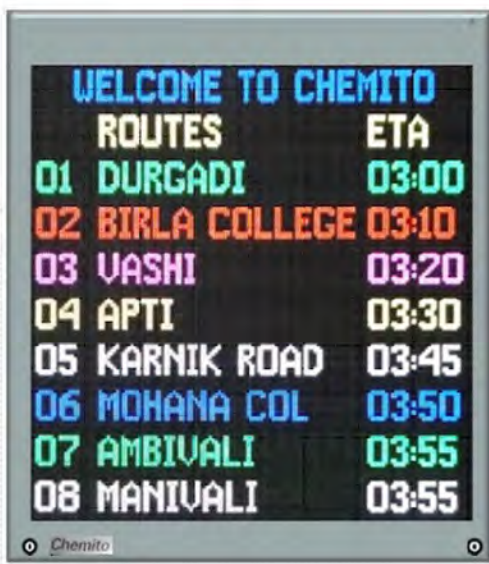 WELCOME TO CHEMITO
ROUTES ETA
01 DURGADI 03:00
02 BIRLA COLLEGE 03:10
03 VASHI 03:20
04 APTI 03:30
05 KARNIK ROAD 03:45
06 MOHANA COL 03:50
07 AMBIVALI 03:55
08 MANIVALI 03:55
Chemito